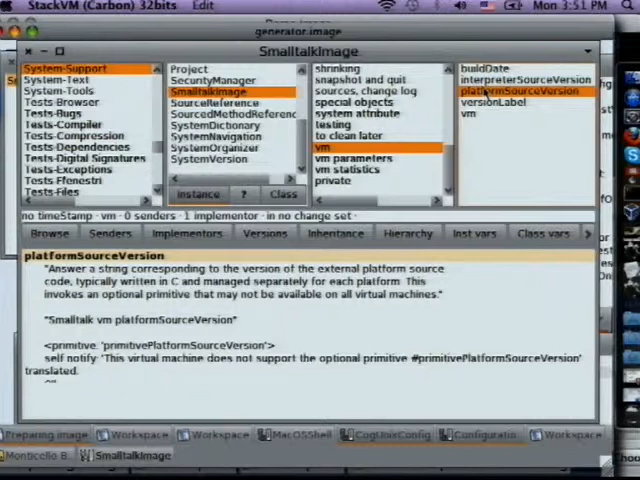 StackVM (Carbon) 32bits Edit Mon 3:51 PM
generator.image
SmalltalkImage
System-Support
System-Text
System-Tools
Tests-Browser
Tests-Bugs
Tests-Compiler
Tests-Compression
Tests-Dependencies
Tests-Digital Signatures
Tests-Exceptions
Tests-Ffenestri
Tests-Files
Project
SecurityManager
SmalltalkImage
SourceReference
SourcedMethodReferenc
SystemDictionary
SystemNavigation
SystemOrganizer
SystemVersion
Instance ? Class
shrinking
snapshot and quit
sources, change log
special objects
system attribute
testing
to clean later
vm
vm parameters
vm statistics
private
buildDate
interpreterSourceVersion
platformSourceVersion
versionLabel
vm
no timeStamp · vm · 0 senders · 1 implementor · in no change set ·
Browse Senders Implementors Versions Inheritance Hierarchy Inst vars Class vars
platformSourceVersion
"Answer a string corresponding to the version of the external platform source
code, typically written in C and managed separately for each platform. This
invokes an optional primitive that may not be available on all virtual machines."
"Smalltalk vm platformSourceVersion"
<primitive: 'primitivePlatformSourceVersion'>
self notify: 'This virtual machine does not support the optional primitive #primitivePlatformSourceVersion'
translated.
^''
Preparing image Workspace Workspace MacOSShell CogUnixConfig Configuratio Workspace
Monticello B SmalltalkImage